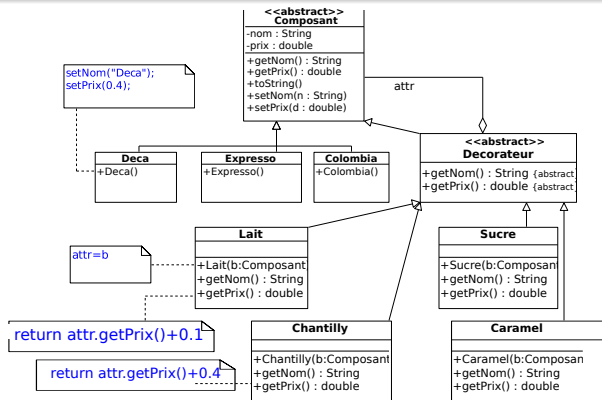 <<abstract>>
Composant
-nom : String
-prix : double
+getNom() : String
+getPrix() : double
+toString()
+setNom(n : String)
+setPrix(d : double)
setNom("Deca");
setPrix(0.4);
attr
<<abstract>>
Decorateur
+getNom() : String {abstract
+getPrix() : double {abstract}
Deca
+Deca()
Expresso
+Expresso()
Colombia
+Colombia()
Lait
+Lait(b:Composant
+getNom() : String
+getPrix() : double
Sucre
+Sucre(b:Composant
+getNom() : String
+getPrix() : double
attr=b
return attr.getPrix()+0.1
return attr.getPrix()+0.4
Chantilly
+Chantilly(b:Composant
+getNom() : String
+getPrix() : double
Caramel
+Caramel(b:Composan
+getNom() : String
+getPrix() : double